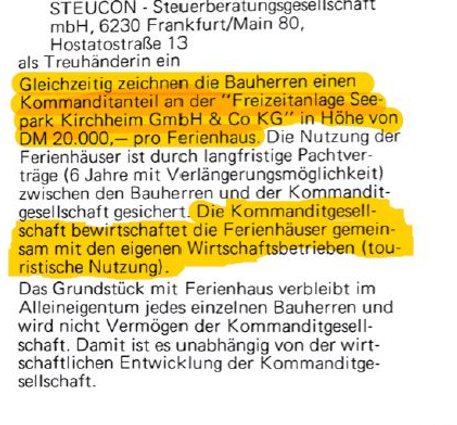 STEUCON - Steuerberatungsgesellschaft
mbH, 6230 Frankfurt/Main 80,
Hostatostraße 13
als Treuhänderin ein
Gleichzeitig zeichnen die Bauherren einen
Kommanditanteil an der "Freizeitanlage See-
park Kirchheim GmbH & Co KG" in Höhe von
DM 20.000,— pro Ferienhaus. Die Nutzung der
Ferienhäuser ist durch langfristige Pachtver-
träge (6 Jahre mit Verlängerungsmöglichkeit)
zwischen den Bauherren und der Kommandit-
gesellschaft gesichert. Die Kommanditgesell-
schaft bewirtschaftet die Ferienhäuser gemein-
sam mit den eigenen Wirtschaftsbetrieben (tou-
ristische Nutzung).
Das Grundstück mit Ferienhaus verbleibt im
Alleineigentum jedes einzelnen Bauherren und
wird nicht Vermögen der Kommanditgesell-
schaft. Damit ist es unabhängig von der wirt-
schaftlichen Entwicklung der Kommanditge-
sellschaft.